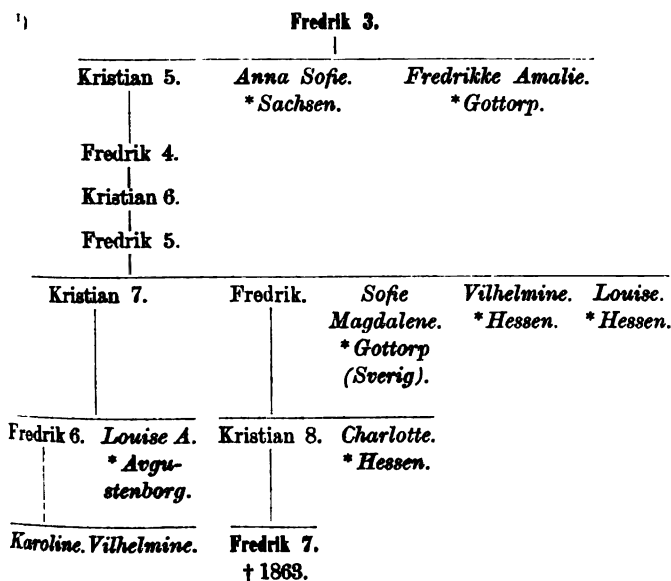 ¹) Fredrik 3.
Kristian 5. Anna Sofie. Fredrikke Amalie.
* Sachsen. * Gottorp.
Fredrik 4.
Kristian 6.
Fredrik 5.
Kristian 7. Fredrik. Sofie Vilhelmine. Louise.
Magdalene. * Hessen. * Hessen.
* Gottorp
(Sverig).
Fredrik 6. Louise A. Kristian 8. Charlotte.
* Avgu- * Hessen.
stenborg.
Karoline. Vilhelmine. Fredrik 7.
† 1863.